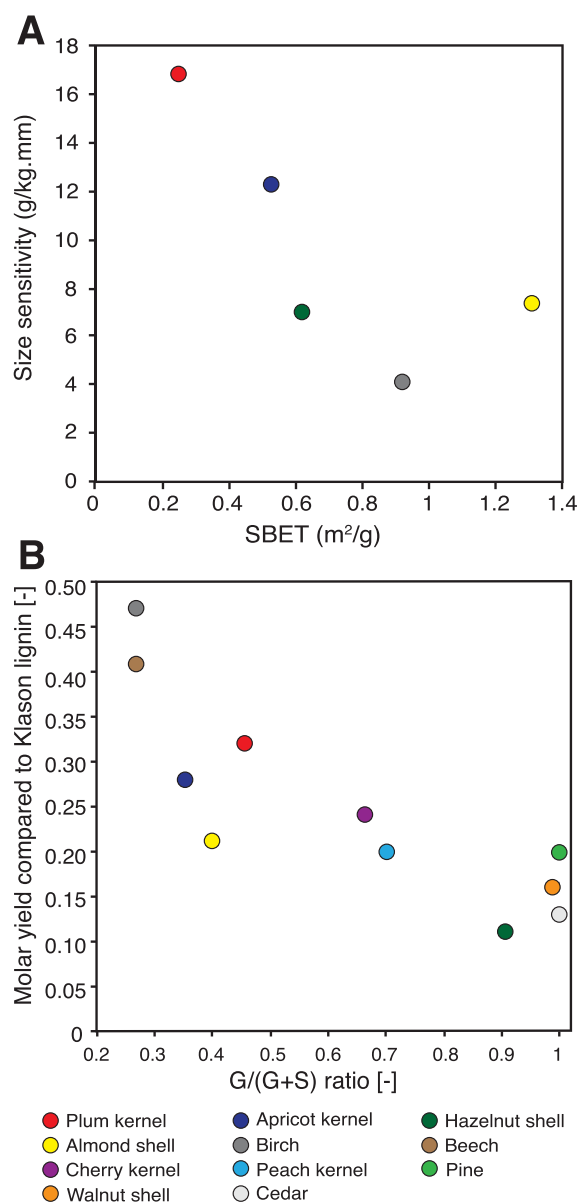 A
18
16
14
12
10
8
6
4
2
0
Size sensitivity (g/kg.mm)
0 0.2 0.4 0.6 0.8 1 1.2 1.4
SBET (m²/g)
B
0.50
0.45
0.40
0.35
0.30
0.25
0.20
0.15
0.10
0.05
0
Molar yield compared to Klason lignin [-]
0.2 0.3 0.4 0.5 0.6 0.7 0.8 0.9 1
G/(G+S) ratio [-]
Plum kernel Apricot kernel Hazelnut shell
Almond shell Birch Beech
Cherry kernel Peach kernel Pine
Walnut shell Cedar